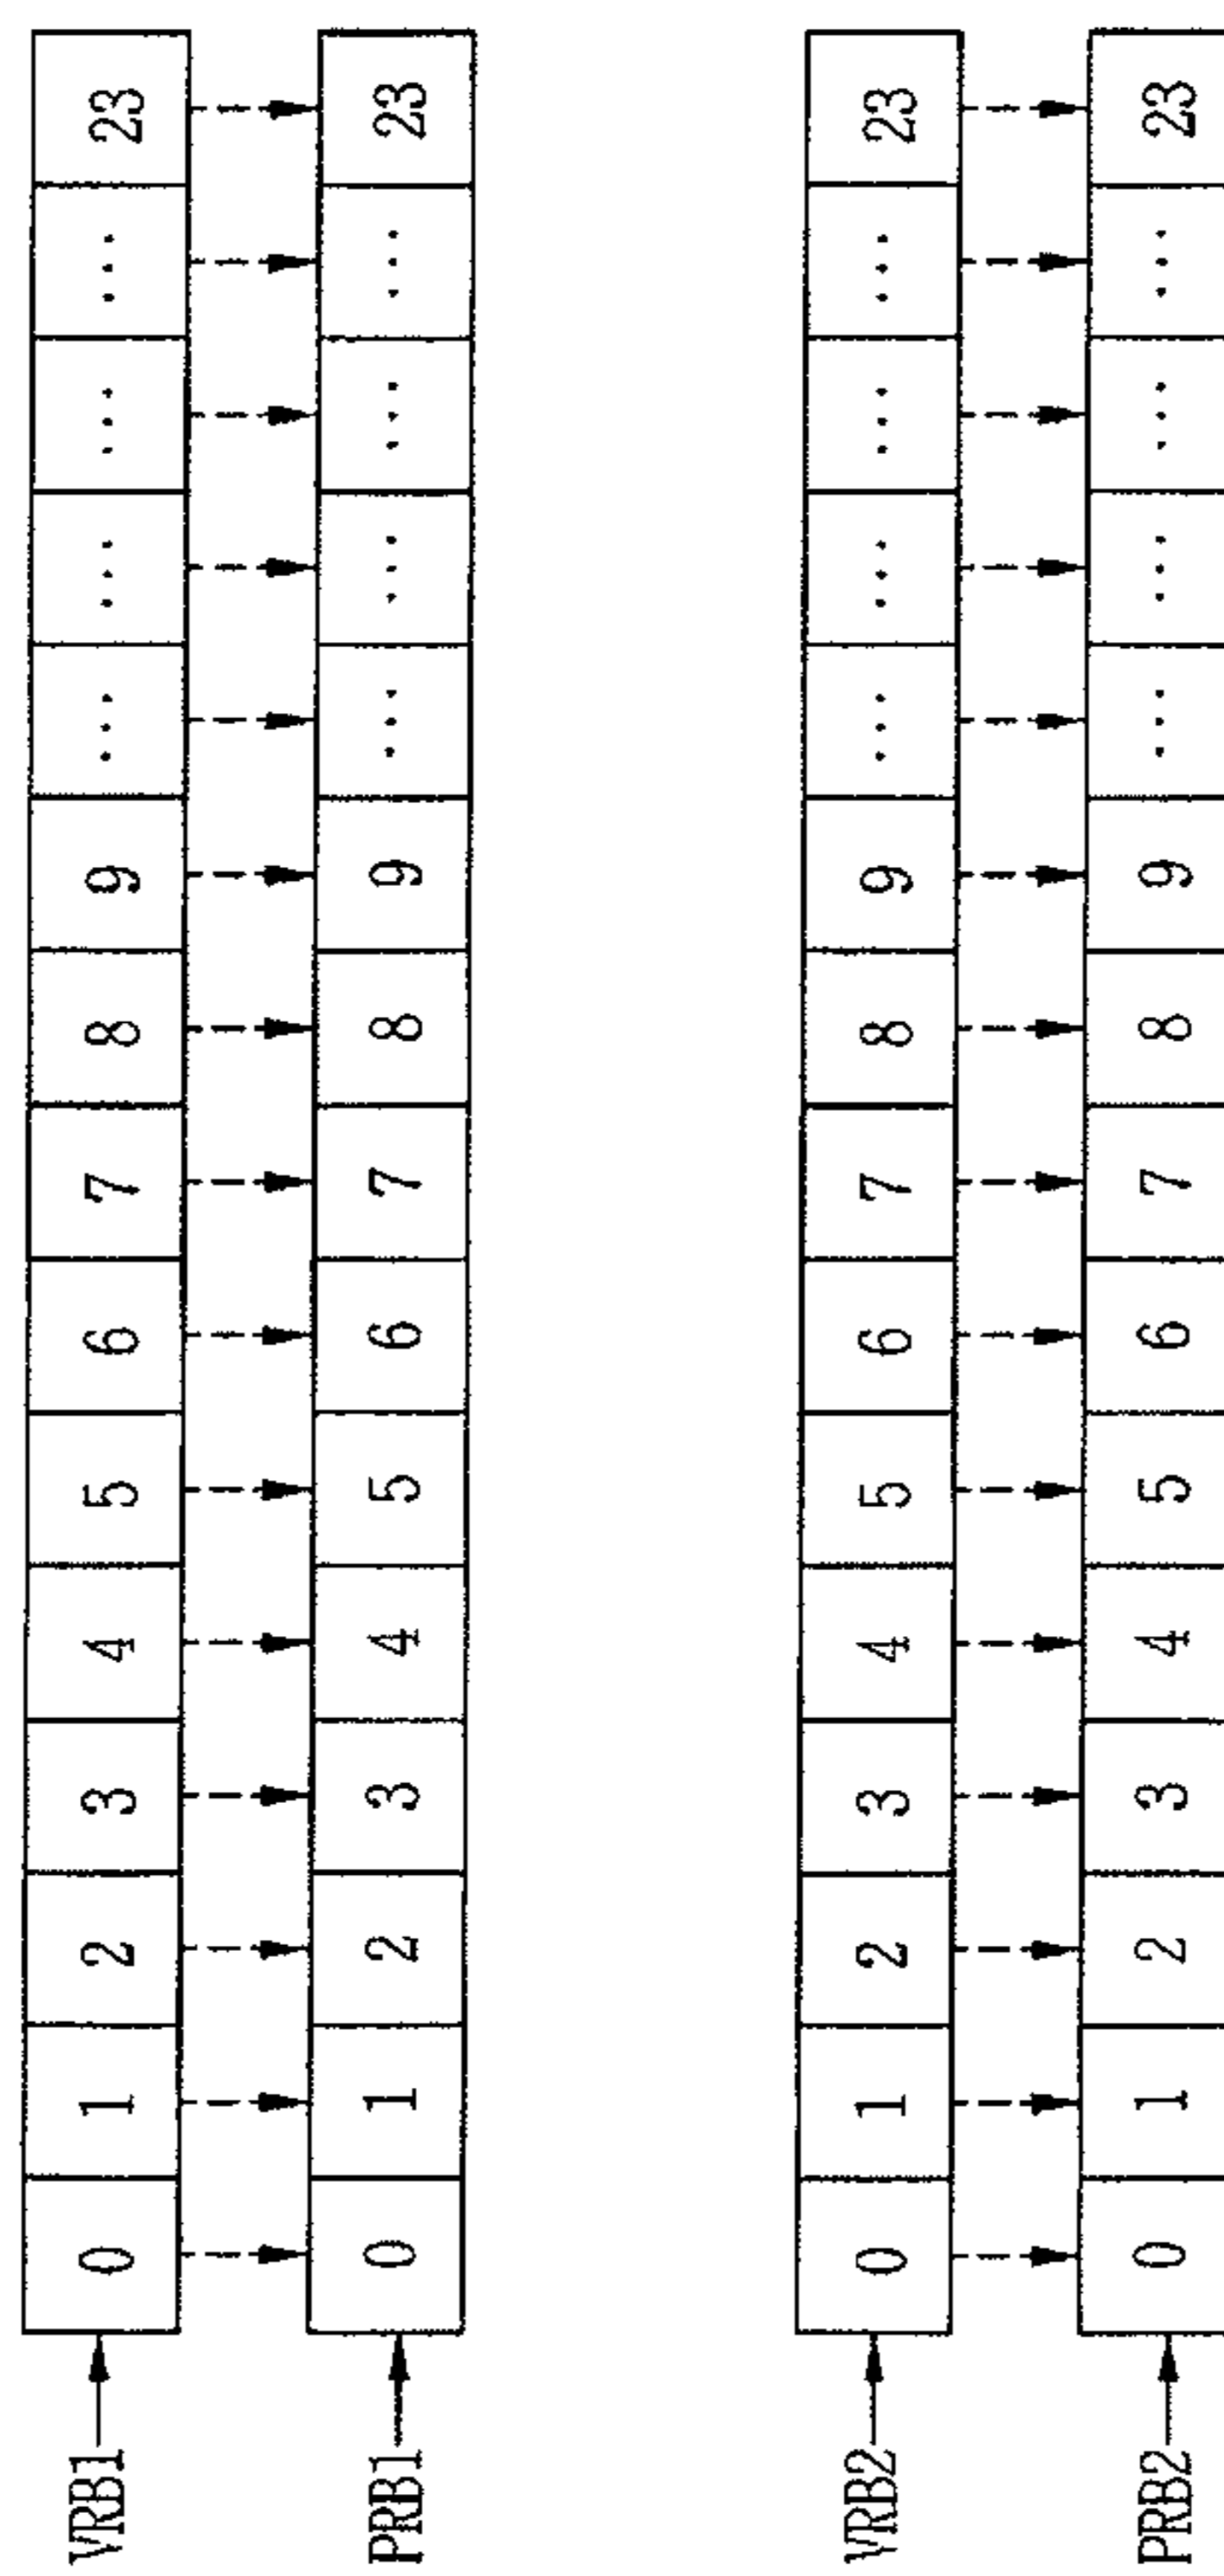 VRB1 0 1 2 3 4 5 6 7 8 9 ... ... ... ... 23
PRB1 0 1 2 3 4 5 6 7 8 9 ... ... ... ... 23
VRB2 0 1 2 3 4 5 6 7 8 9 ... ... ... ... 23
PRB2 0 1 2 3 4 5 6 7 8 9 ... ... ... ... 23